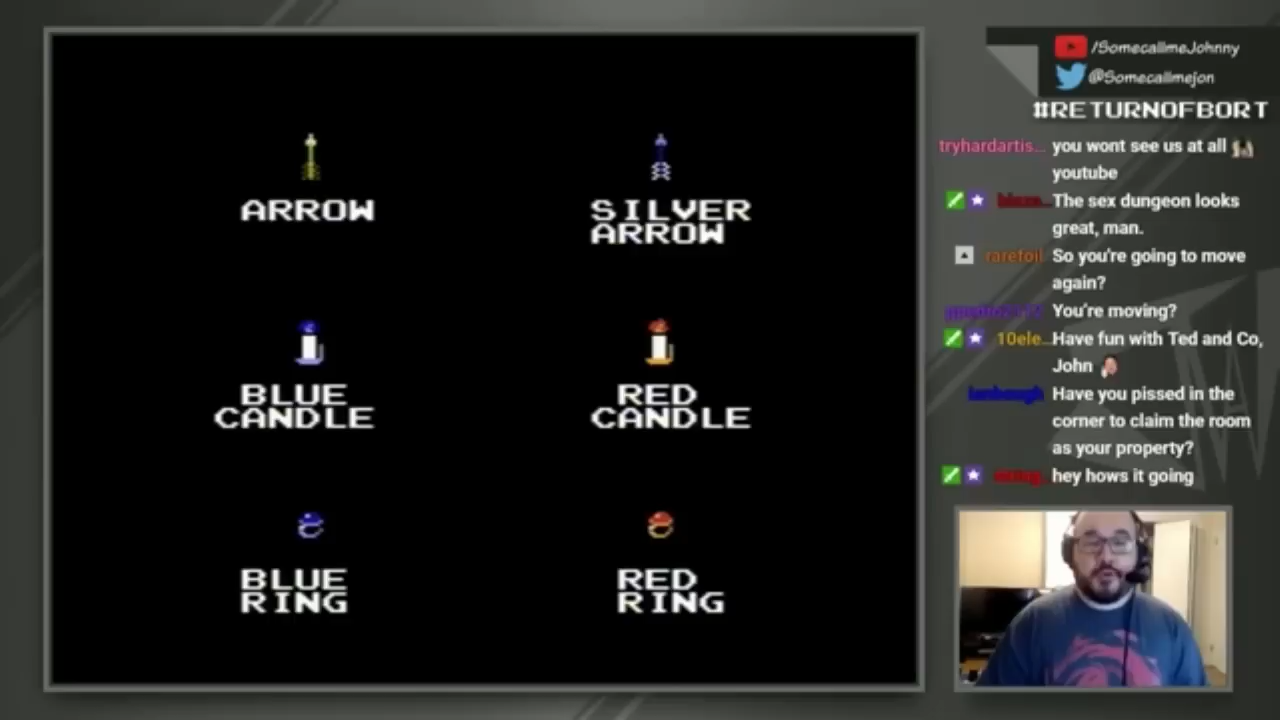 ARROW
SILVER
ARROW
BLUE
CANDLE
RED
CANDLE
BLUE
RING
RED
RING
/SomecallmeJohnny
@Somecallmejon
#RETURNOFBORT
tryhardartis... you wont see us at all
youtube
The sex dungeon looks
great, man.
rarefoil So you're going to move
again?
You're moving?
10ele... Have fun with Ted and Co,
John
Have you pissed in the
corner to claim the room
as your property?
hey hows it going